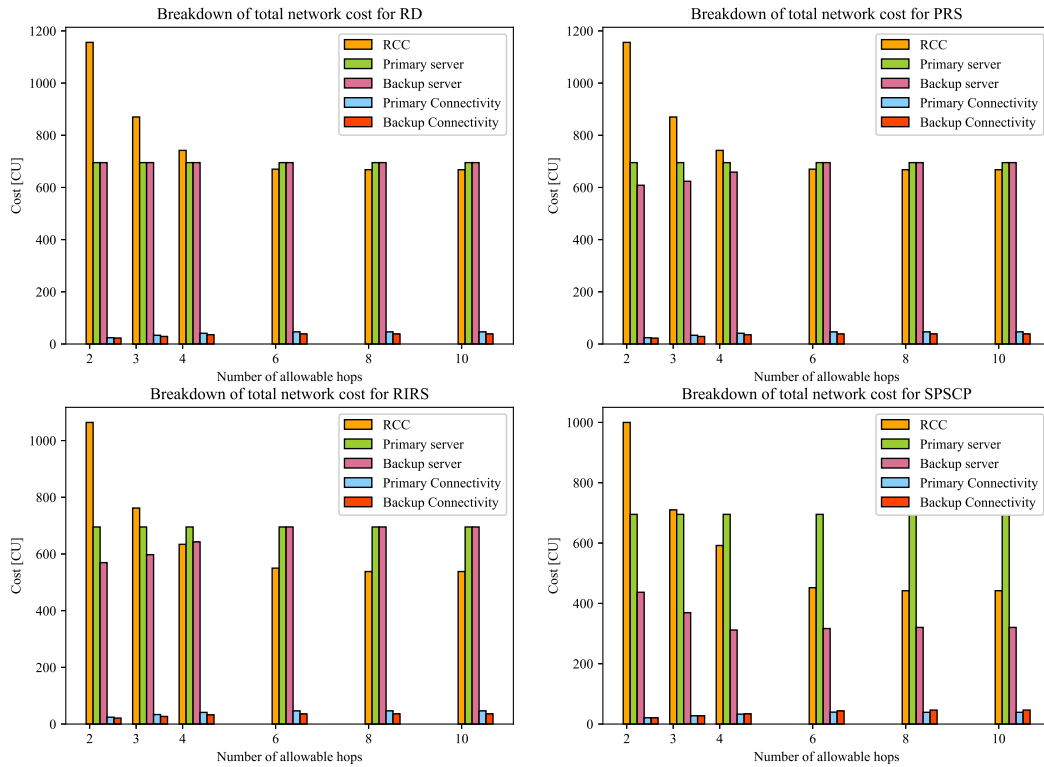 Breakdown of total network cost for RD
1200
1000
800
600
400
200
0
Cost [CU]
RCC
Primary server
Backup server
Primary Connectivity
Backup Connectivity
2 3 4 6 8 10
Number of allowable hops
Breakdown of total network cost for PRS
1200
1000
800
600
400
200
0
Cost [CU]
RCC
Primary server
Backup server
Primary Connectivity
Backup Connectivity
2 3 4 6 8 10
Number of allowable hops
Breakdown of total network cost for RIRS
1000
800
600
400
200
0
Cost [CU]
RCC
Primary server
Backup server
Primary Connectivity
Backup Connectivity
2 3 4 6 8 10
Number of allowable hops
Breakdown of total network cost for SPSCP
1000
800
600
400
200
0
Cost [CU]
RCC
Primary server
Backup server
Primary Connectivity
Backup Connectivity
2 3 4 6 8 10
Number of allowable hops